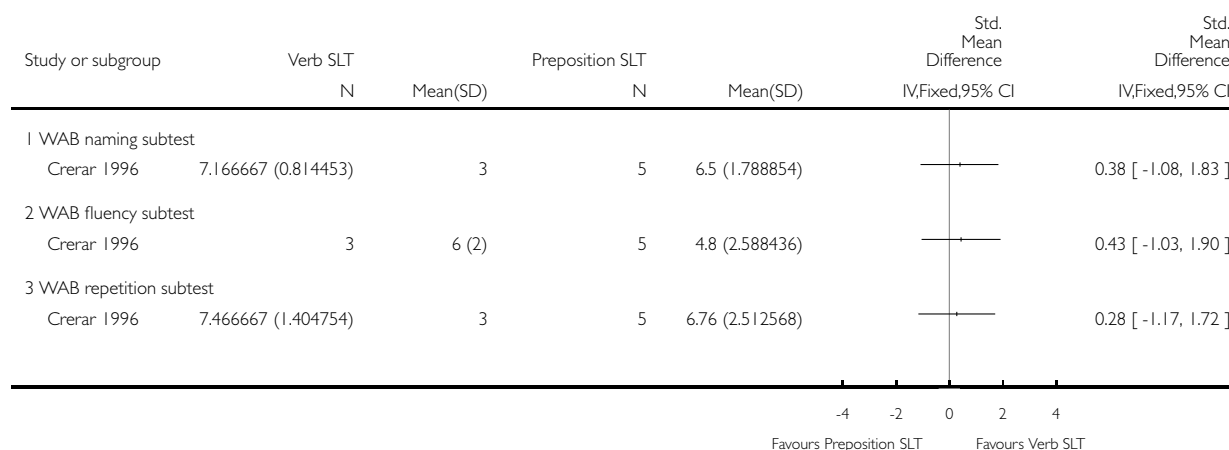 Study or subgroup Verb SLT Preposition SLT Std. Mean Difference Std. Mean Difference
N Mean(SD) N Mean(SD) IV,Fixed,95% CI IV,Fixed,95% CI
1 WAB naming subtest
Crerar 1996 7.166667 (0.814453) 3 5 6.5 (1.788854) 0.38 [ -1.08, 1.83 ]
2 WAB fluency subtest
Crerar 1996 3 6 (2) 5 4.8 (2.588436) 0.43 [ -1.03, 1.90 ]
3 WAB repetition subtest
Crerar 1996 7.466667 (1.404754) 3 5 6.76 (2.512568) 0.28 [ -1.17, 1.72 ]
-4 -2 0 2 4
Favours Preposition SLT Favours Verb SLT